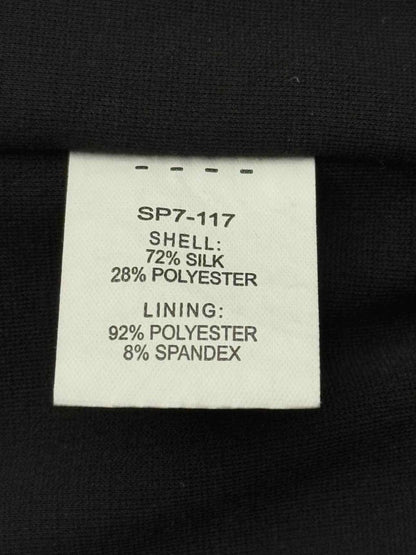 - - - -
SP7-117
SHELL:
72% SILK
28% POLYESTER
LINING:
92% POLYESTER
8% SPANDEX